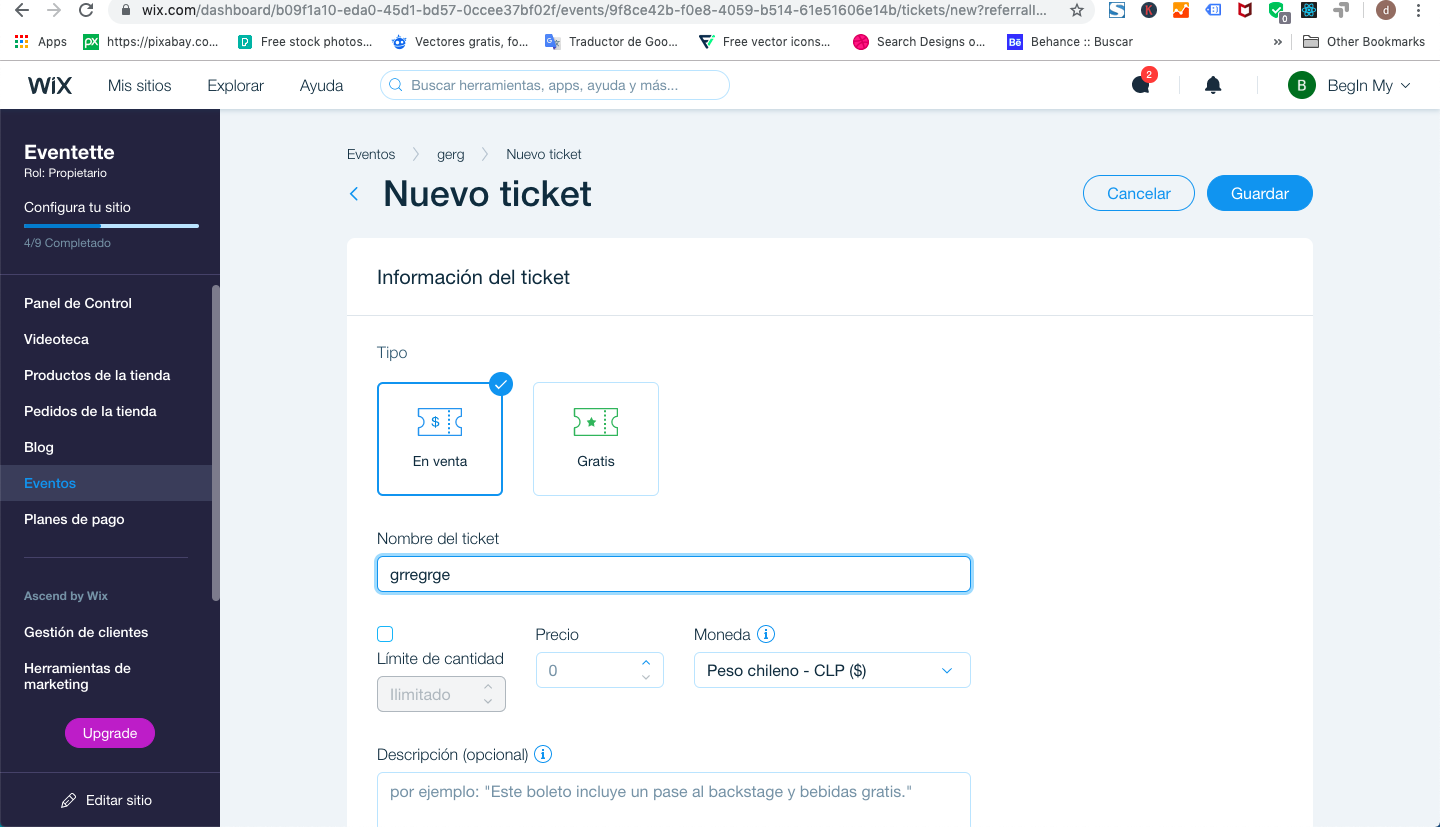 wix.com/dashboard/b09f1a10-eda0-45d1-bd57-0ccee37bf02f/events/9f8ce42b-f0e8-4059-b514-61e51606e14b/tickets/new?referrall...
0
d
Apps
px https://pixabay.co...
Free stock photos...
Vectores gratis, fo...
Traductor de Goo...
Free vector icons...
Search Designs o...
Bē Behance :: Buscar
»
Other Bookmarks
WiX
Mis sitios
Explorar
Ayuda
Buscar herramientas, apps, ayuda y más...
2
B
BegIn My
Eventette
Rol: Propietario
Configura tu sitio
4/9 Completado
Panel de Control
Videoteca
Productos de la tienda
Pedidos de la tienda
Blog
Eventos
Planes de pago
Ascend by Wix
Gestión de clientes
Herramientas de
marketing
Upgrade
Editar sitio
Eventos
gerg
Nuevo ticket
Nuevo ticket
Cancelar
Guardar
Información del ticket
Tipo
$
En venta
Gratis
Nombre del ticket
grregrge
Límite de cantidad
Ilimitado
Precio
0
Moneda
Peso chileno - CLP ($)
Descripción (opcional)
por ejemplo: "Este boleto incluye un pase al backstage y bebidas gratis."